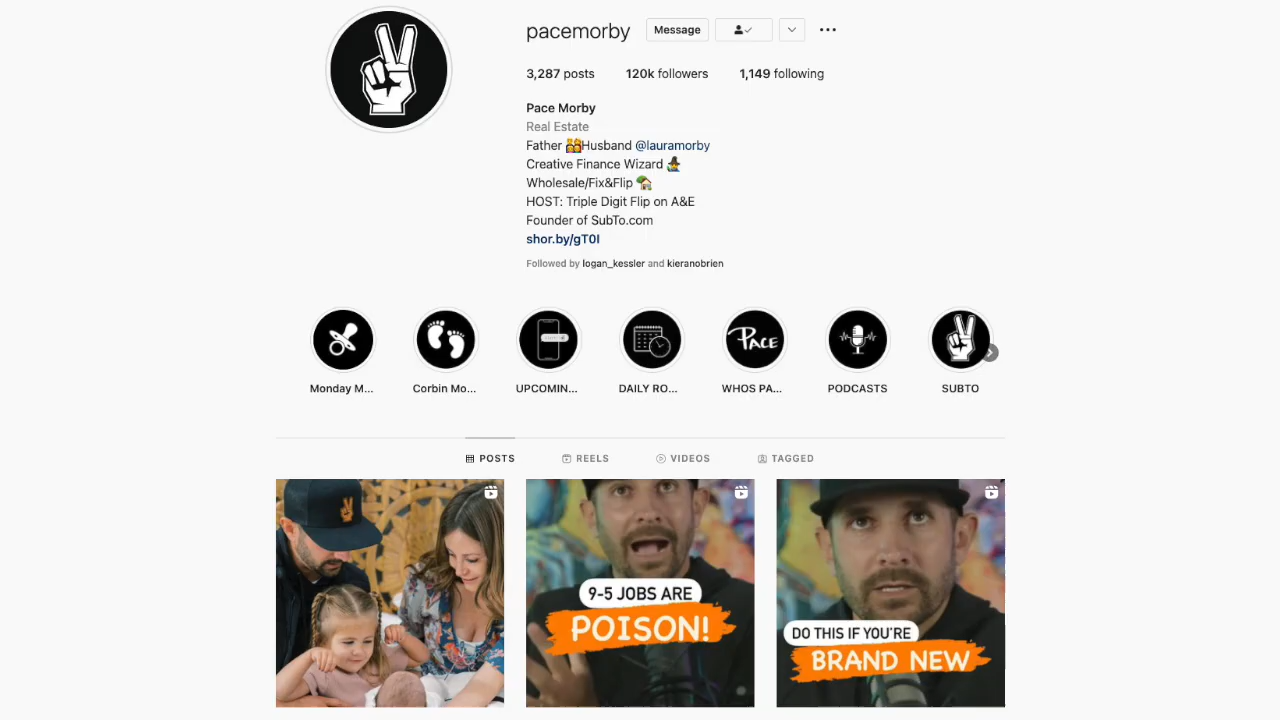 pacemorby Message
3,287 posts 120k followers 1,149 following
Pace Morby
Real Estate
Father 👨‍👩‍👧‍👦Husband @lauramorby
Creative Finance Wizard 🧙‍♂️
Wholesale/Fix&Flip 🏡
HOST: Triple Digit Flip on A&E
Founder of SubTo.com
shor.by/gT0I
Followed by logan_kessler and kieranobrien
PACE
Monday M... Corbin Mo... UPCOMIN... DAILY RO... WHOS PA... PODCASTS SUBTO
POSTS REELS VIDEOS TAGGED
9-5 JOBS ARE
POISON!
DO THIS IF YOU'RE
BRAND NEW